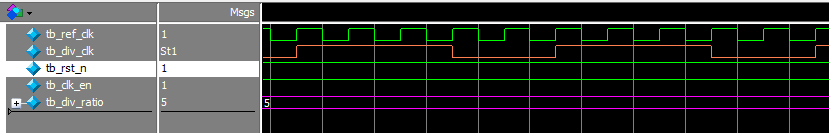 Msgs
tb_ref_clk 1
tb_div_clk St1
tb_rst_n 1
tb_clk_en 1
tb_div_ratio 5 5